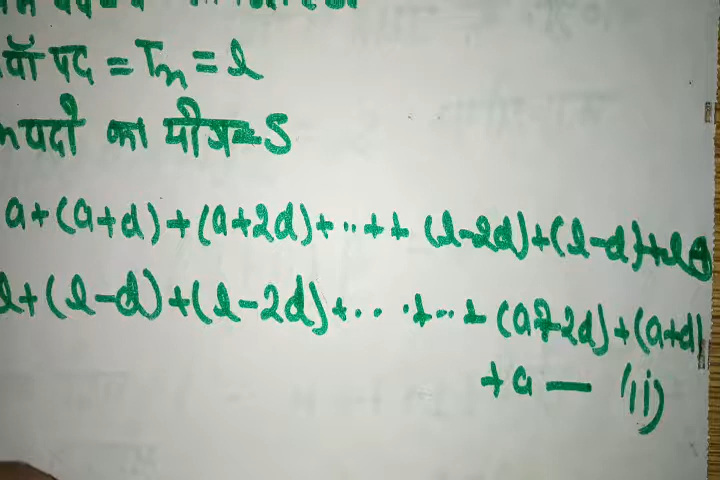 वाँ पद = Tₙ = l
पदों का योग = S
a+(a+d)+(a+2d)+..++ (l-2d)+(l-d)+l
l+(l-d)+(l-2d)+.. .+..+ (a+2d)+(a+d)
+a — (ii)